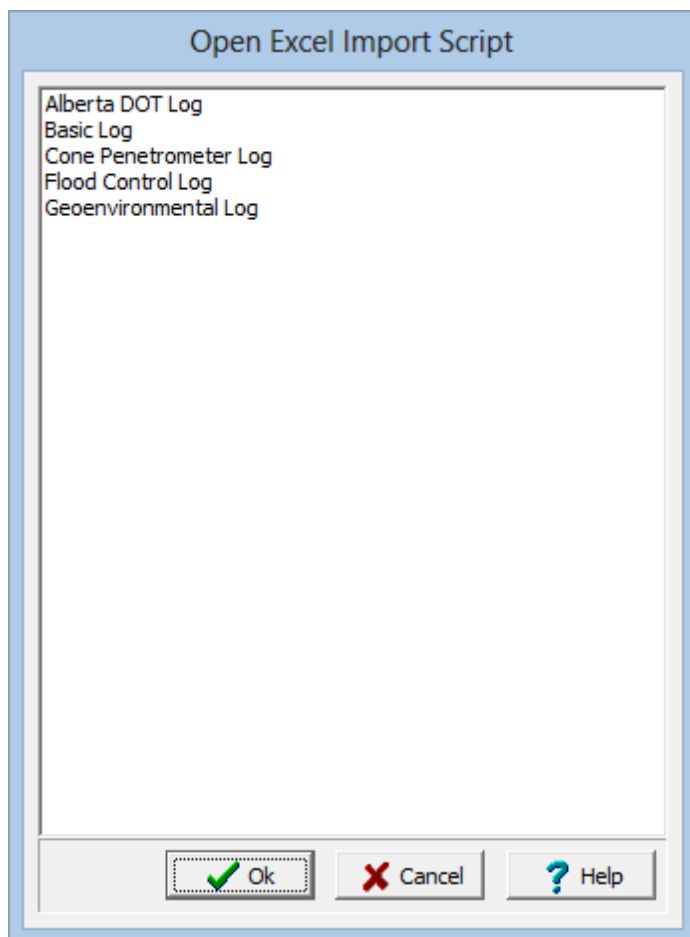 Open Excel Import Script
Alberta DOT Log
Basic Log
Cone Penetrometer Log
Flood Control Log
Geoenvironmental Log
Ok Cancel Help